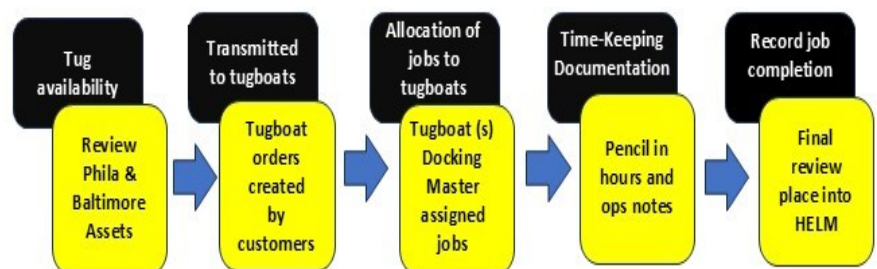 Tug
availability
Review
Phila &
Baltimore
Assets
Transmitted
to tugboats
Tugboat
orders
created
by
customers
Allocation of
jobs to
tugboats
Tugboat (s)
Docking
Master
assigned
jobs
Time-Keeping
Documentation
Pencil in
hours and
ops notes
Record job
completion
Final
review
place into
HELM